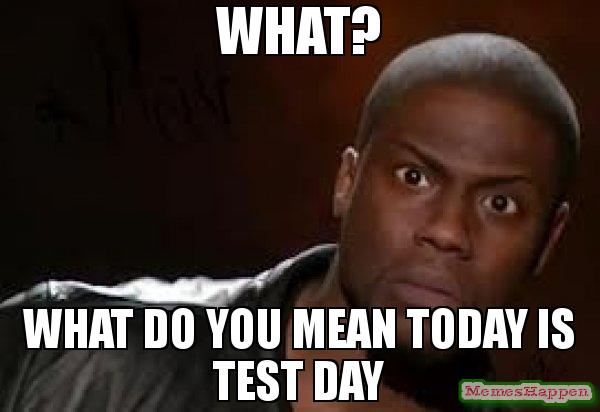 WHAT?
WHAT DO YOU MEAN TODAY IS
TEST DAY
MemesHappen